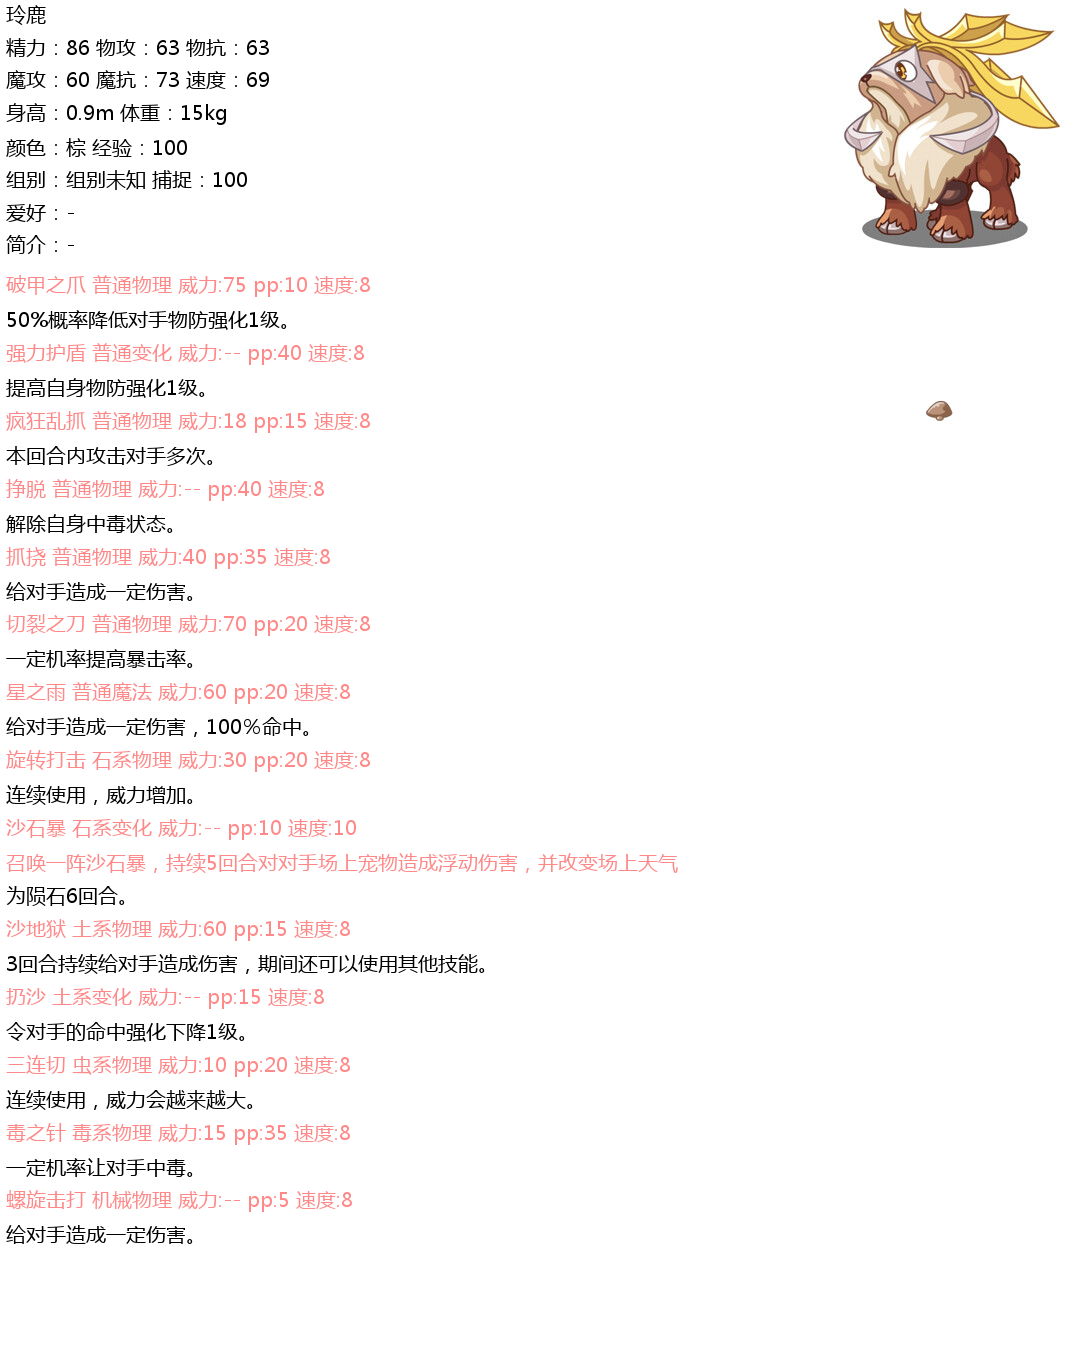 玲鹿
精力：86 物攻：63 物抗：63
魔攻：60 魔抗：73 速度：69
身高：0.9m 体重：15kg
颜色：棕 经验：100
组别：组别未知 捕捉：100
爱好：-
简介：-
破甲之爪 普通物理 威力:75 pp:10 速度:8
50%概率降低对手物防强化1级。
强力护盾 普通变化 威力:-- pp:40 速度:8
提高自身物防强化1级。
疯狂乱抓 普通物理 威力:18 pp:15 速度:8
本回合内攻击对手多次。
挣脱 普通物理 威力:-- pp:40 速度:8
解除自身中毒状态。
抓挠 普通物理 威力:40 pp:35 速度:8
给对手造成一定伤害。
切裂之刀 普通物理 威力:70 pp:20 速度:8
一定机率提高暴击率。
星之雨 普通魔法 威力:60 pp:20 速度:8
给对手造成一定伤害，100%命中。
旋转打击 石系物理 威力:30 pp:20 速度:8
连续使用，威力增加。
沙石暴 石系变化 威力:-- pp:10 速度:10
召唤一阵沙石暴，持续5回合对对手场上宠物造成浮动伤害，并改变场上天气
为陨石6回合。
沙地狱 土系物理 威力:60 pp:15 速度:8
3回合持续给对手造成伤害，期间还可以使用其他技能。
扔沙 土系变化 威力:-- pp:15 速度:8
令对手的命中强化下降1级。
三连切 虫系物理 威力:10 pp:20 速度:8
连续使用，威力会越来越大。
毒之针 毒系物理 威力:15 pp:35 速度:8
一定机率让对手中毒。
螺旋击打 机械物理 威力:-- pp:5 速度:8
给对手造成一定伤害。